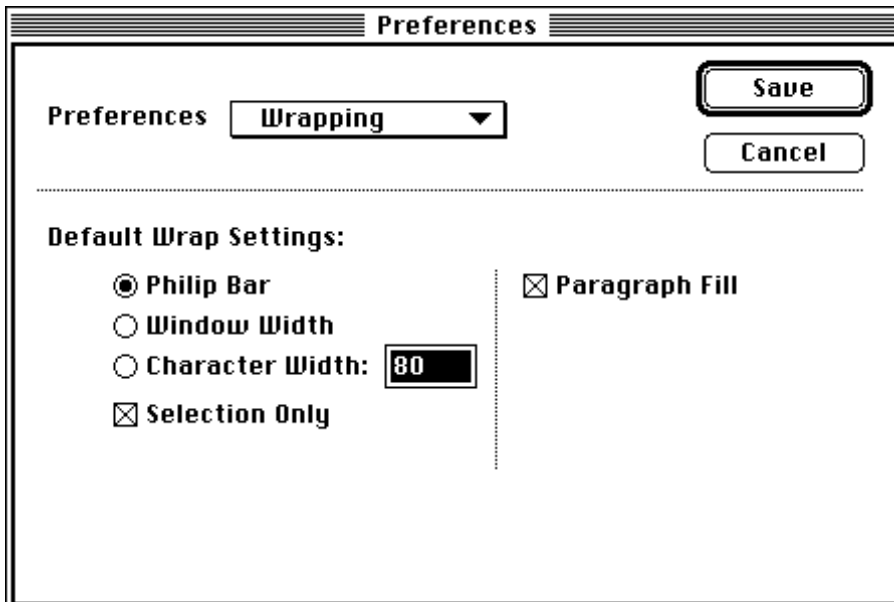 Preferences
Save
Preferences Wrapping
Cancel
Default Wrap Settings:
Philip Bar
Paragraph Fill
Window Width
Character Width: 80
Selection Only